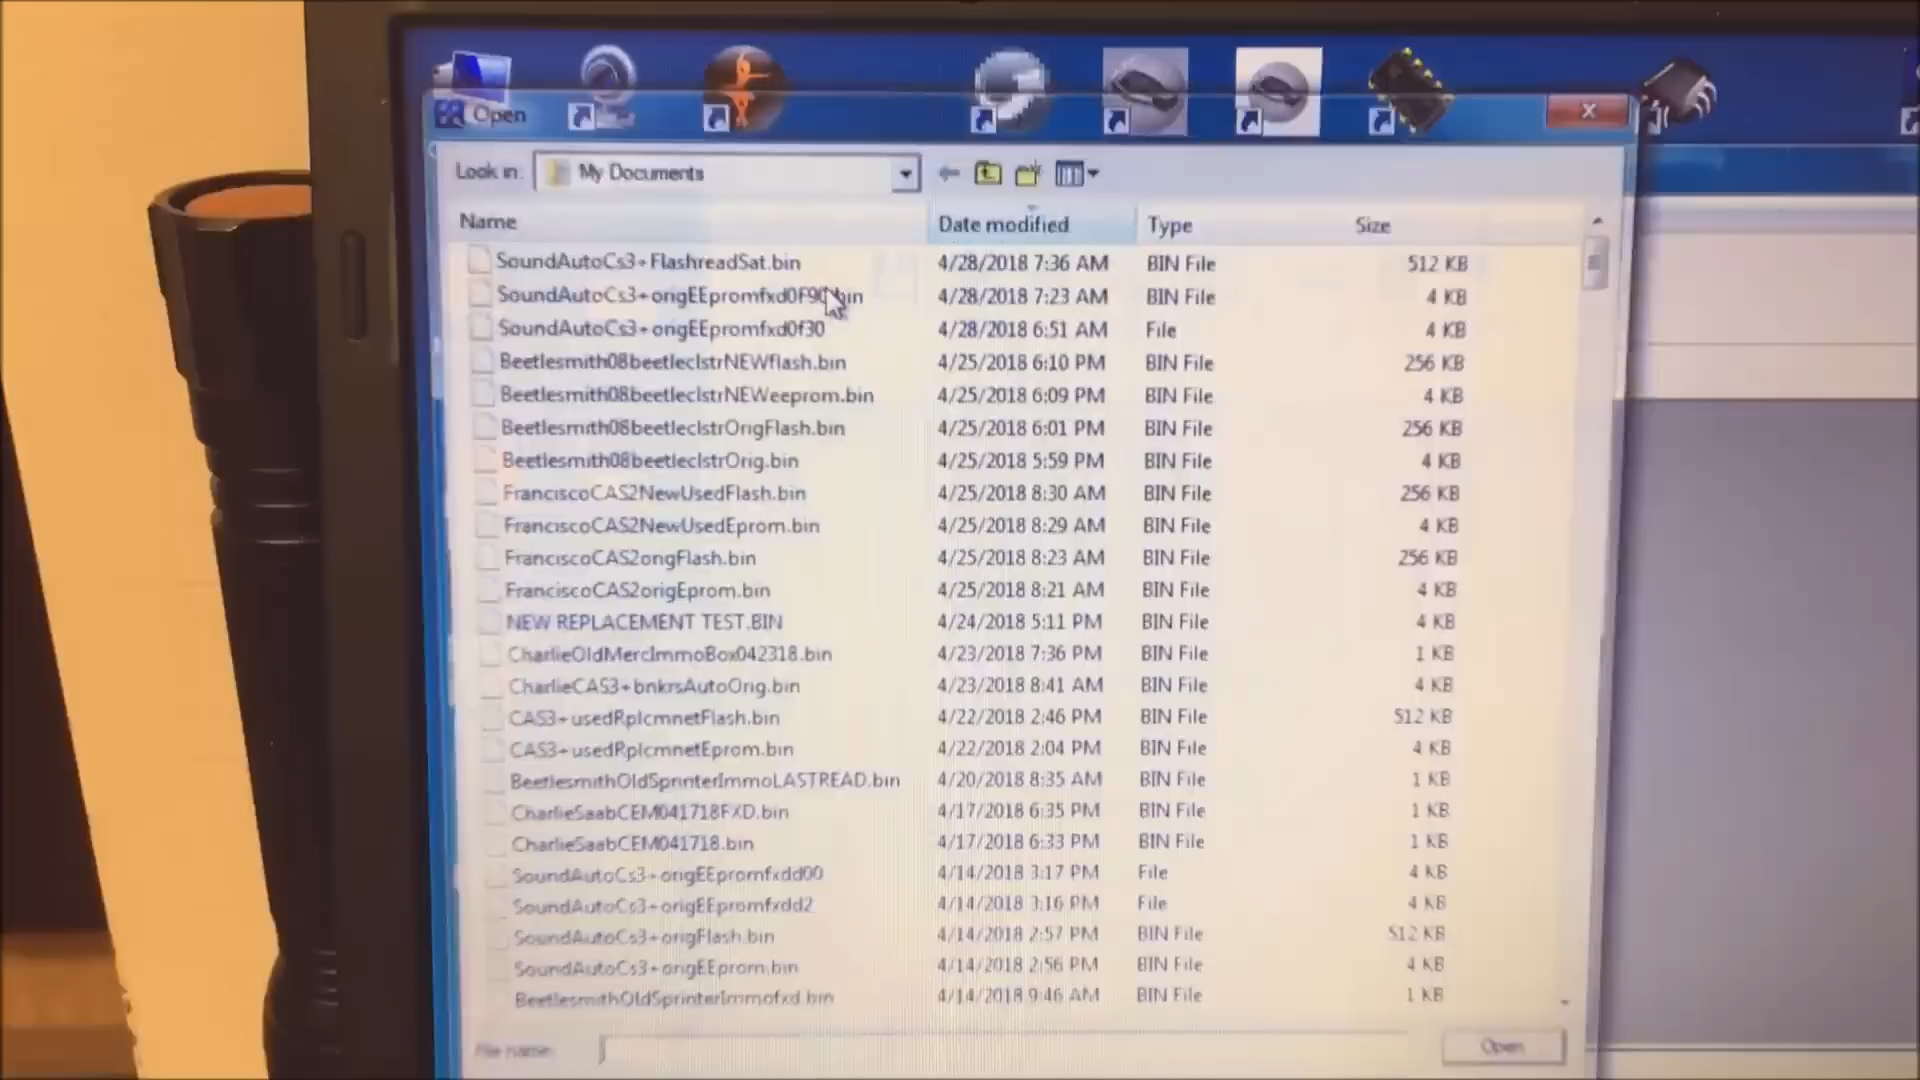 Open
Look in: My Documents
Name Date modified Type Size
SoundAutoCs3+FlashreadSat.bin 4/28/2018 7:36 AM BIN File 512 KB
SoundAutoCs3+origEEpromfxd0F90.bin 4/28/2018 7:23 AM BIN File 4 KB
SoundAutoCs3+origEEpromfxd0f30 4/28/2018 6:51 AM File 4 KB
Beetlesmith08beetleclstrNEWflash.bin 4/25/2018 6:10 PM BIN File 256 KB
Beetlesmith08beetleclstrNEWeeprom.bin 4/25/2018 6:09 PM BIN File 4 KB
Beetlesmith08beetleclstrOrigFlash.bin 4/25/2018 6:01 PM BIN File 256 KB
Beetlesmith08beetleclstrOrig.bin 4/25/2018 5:59 PM BIN File 4 KB
FranciscoCAS2NewUsedFlash.bin 4/25/2018 8:30 AM BIN File 256 KB
FranciscoCAS2NewUsedEprom.bin 4/25/2018 8:29 AM BIN File 4 KB
FranciscoCAS2origFlash.bin 4/25/2018 8:23 AM BIN File 256 KB
FranciscoCAS2origEprom.bin 4/25/2018 8:21 AM BIN File 4 KB
NEW REPLACEMENT TEST.BIN 4/24/2018 5:11 PM BIN File 4 KB
CharlieOldMercImmoBox042318.bin 4/23/2018 7:36 PM BIN File 1 KB
CharlieCAS3+bnkrsAutoOrig.bin 4/23/2018 8:41 AM BIN File 4 KB
CAS3+usedRplcmnetFlash.bin 4/22/2018 2:46 PM BIN File 512 KB
CAS3+usedRplcmnetEprom.bin 4/22/2018 2:04 PM BIN File 4 KB
BeetlesmithOldSprinterImmoLASTREAD.bin 4/20/2018 8:35 AM BIN File 1 KB
CharlieSaabCEM041718FXD.bin 4/17/2018 6:35 PM BIN File 1 KB
CharlieSaabCEM041718.bin 4/17/2018 6:33 PM BIN File 1 KB
SoundAutoCs3+origEEpromfxdd00 4/14/2018 3:17 PM File 4 KB
SoundAutoCs3+origEEpromfxdd2 4/14/2018 3:16 PM File 4 KB
SoundAutoCs3+origFlash.bin 4/14/2018 2:57 PM BIN File 512 KB
SoundAutoCs3+origEEprom.bin 4/14/2018 2:56 PM BIN File 4 KB
BeetlesmithOldSprinterImmofxd.bin 4/14/2018 9:46 AM BIN File 1 KB
File name: Open